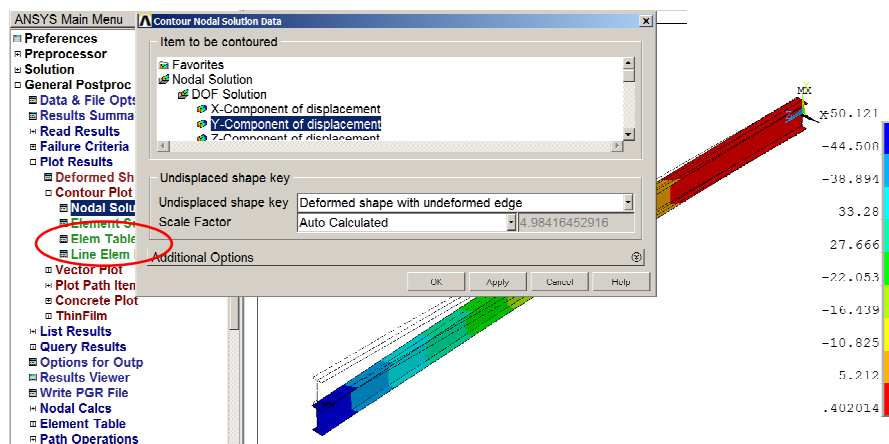 ANSYS Main Menu
Preferences
Preprocessor
Solution
General Postproc
Data & File Opts
Results Summa
Read Results
Failure Criteria
Plot Results
Deformed Sh
Contour Plot
Nodal Solu
Element So
Elem Table
Line Elem
Vector Plot
Plot Path Item
Concrete Plot
ThinFilm
List Results
Query Results
Options for Outp
Results Viewer
Write PGR File
Nodal Calcs
Element Table
Path Operations
Contour Nodal Solution Data
Item to be contoured
Favorites
Nodal Solution
DOF Solution
X-Component of displacement
Y-Component of displacement
Z-Component of displacement
Undisplaced shape key
Undisplaced shape key
Deformed shape with undeformed edge
Scale Factor
Auto Calculated
4.98416452916
Additional Options
OK
Apply
Cancel
Help
MX
Y
Z
X
-50.121
-44.508
-38.894
33.28
27.666
-22.053
-16.439
-10.825
5.212
.402014